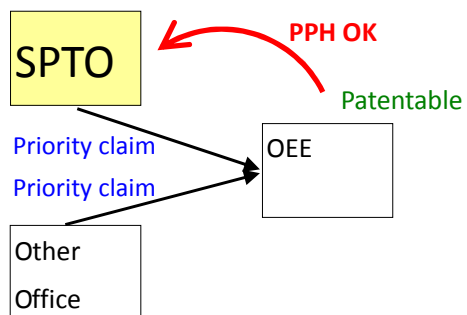 PPH OK
SPTO
Patentable
Priority claim
OEE
Priority claim
Other
Office